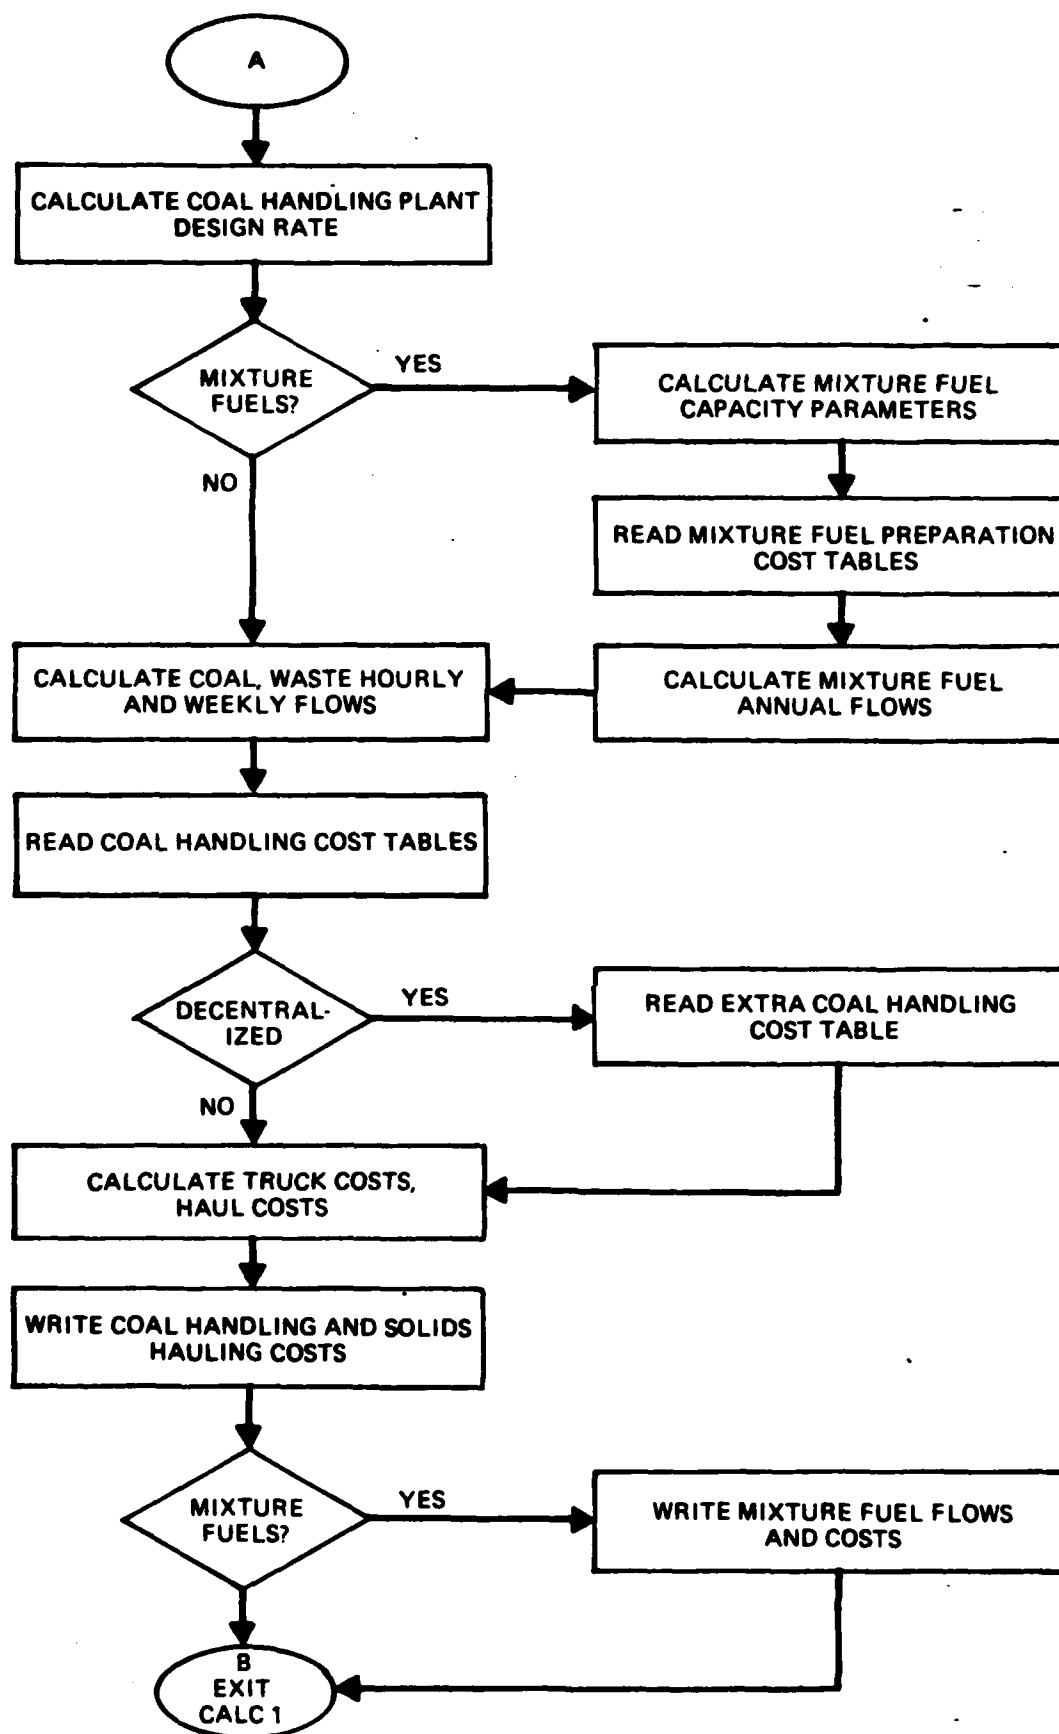 A
CALCULATE COAL HANDLING PLANT
DESIGN RATE
MIXTURE
FUELS?
YES
NO
CALCULATE MIXTURE FUEL
CAPACITY PARAMETERS
READ MIXTURE FUEL PREPARATION
COST TABLES
CALCULATE MIXTURE FUEL
ANNUAL FLOWS
CALCULATE COAL, WASTE HOURLY
AND WEEKLY FLOWS
READ COAL HANDLING COST TABLES
DECENTRAL-
IZED
YES
NO
READ EXTRA COAL HANDLING
COST TABLE
CALCULATE TRUCK COSTS,
HAUL COSTS
WRITE COAL HANDLING AND SOLIDS
HAULING COSTS
MIXTURE
FUELS?
YES
WRITE MIXTURE FUEL FLOWS
AND COSTS
B
EXIT
CALC 1